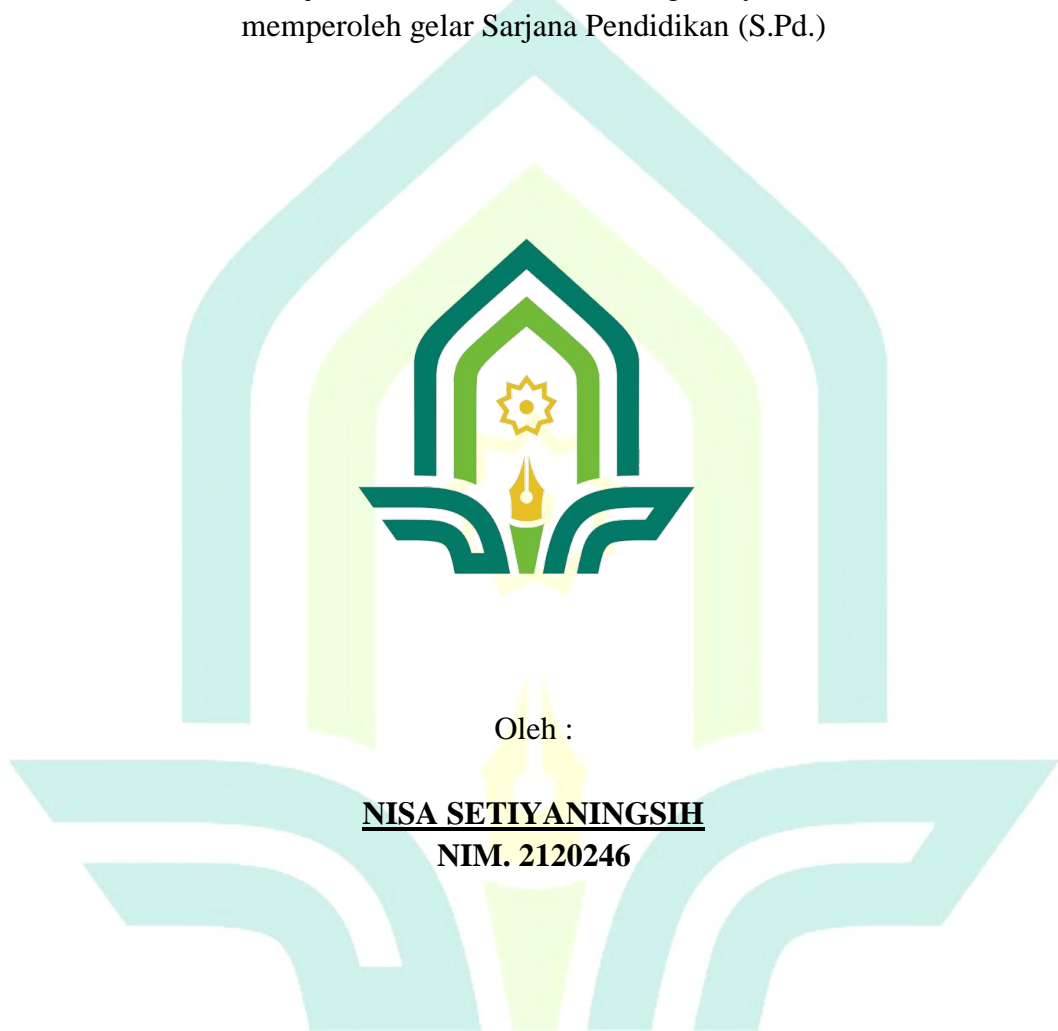 memperoleh gelar Sarjana Pendidikan (S.Pd.)
Oleh :
NISA SETIYANINGSIH
NIM. 2120246